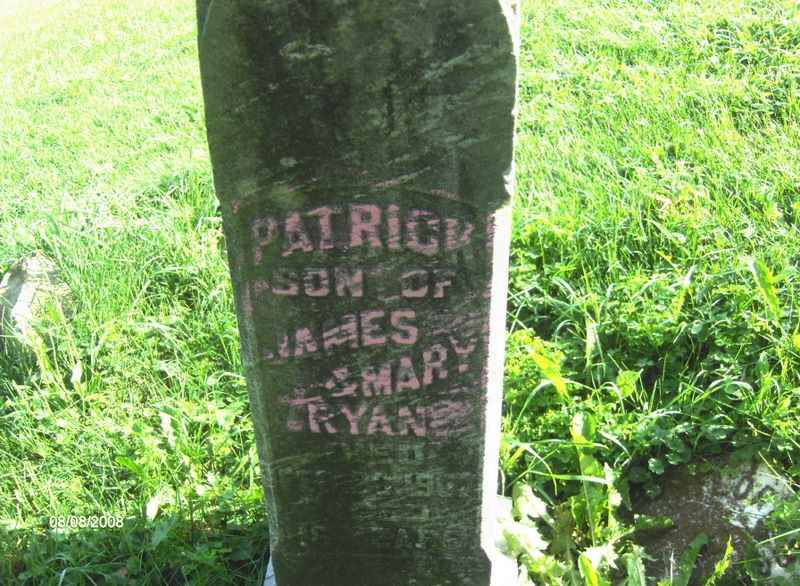 PATRICK
SON OF
JAMES
& MARY
RYAN
08/08/2008